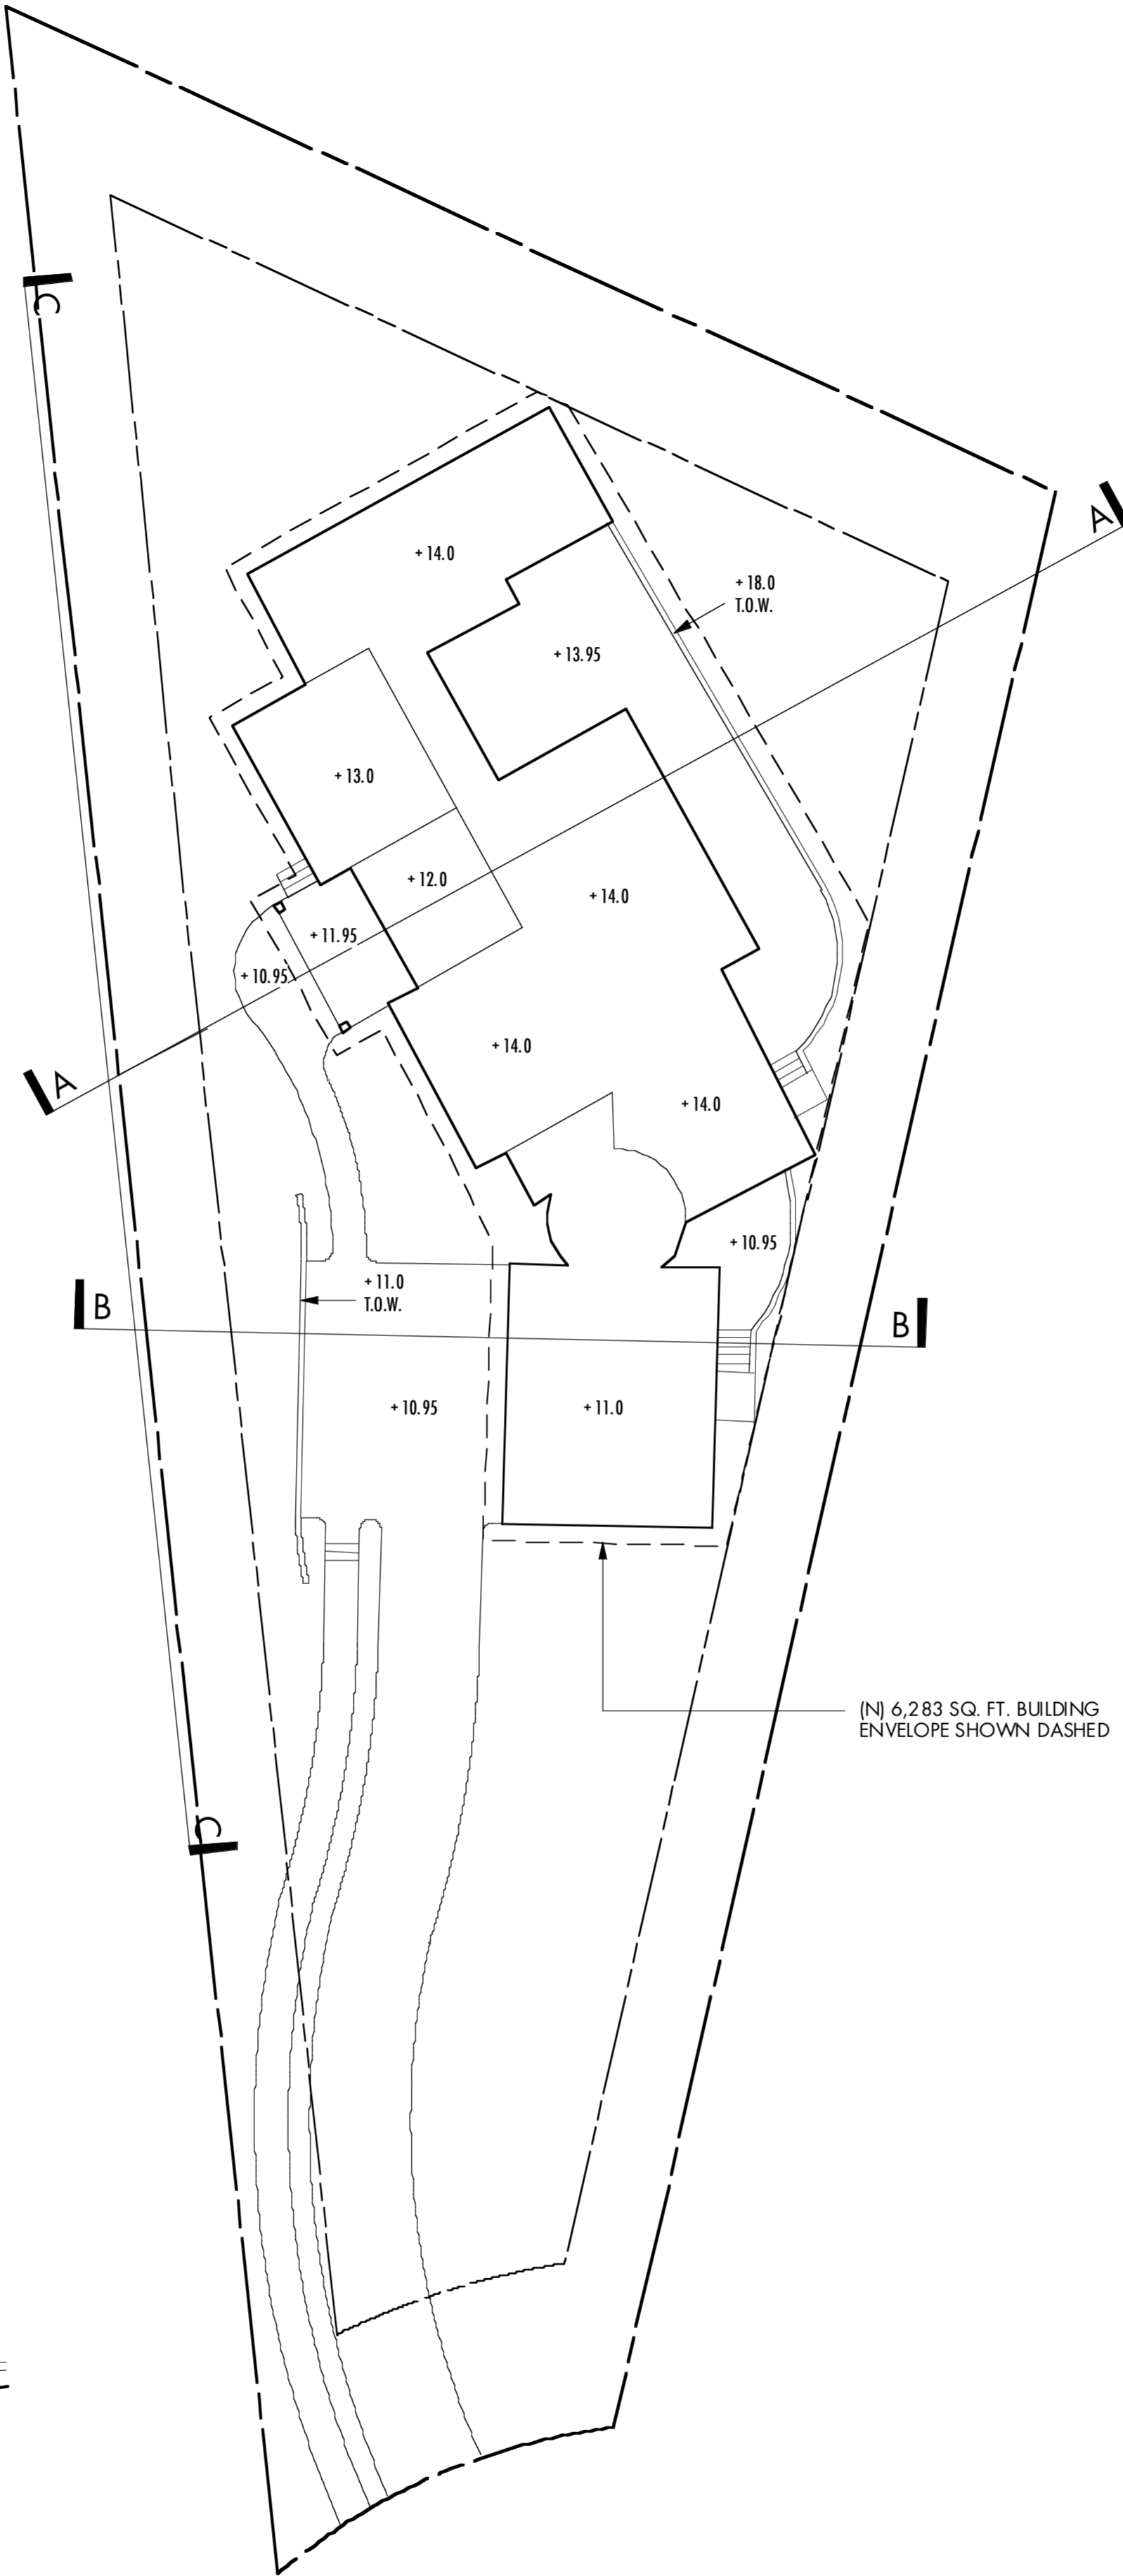 C
A
+ 14.0
+ 18.0
T.O.W.
+ 13.95
+ 13.0
+ 12.0
+ 14.0
+ 11.95
+ 10.95
+ 14.0
A
+ 14.0
+ 10.95
+ 11.0
T.O.W.
B
B
+ 10.95
+ 11.0
(N) 6,283 SQ. FT. BUILDING
ENVELOPE SHOWN DASHED
C